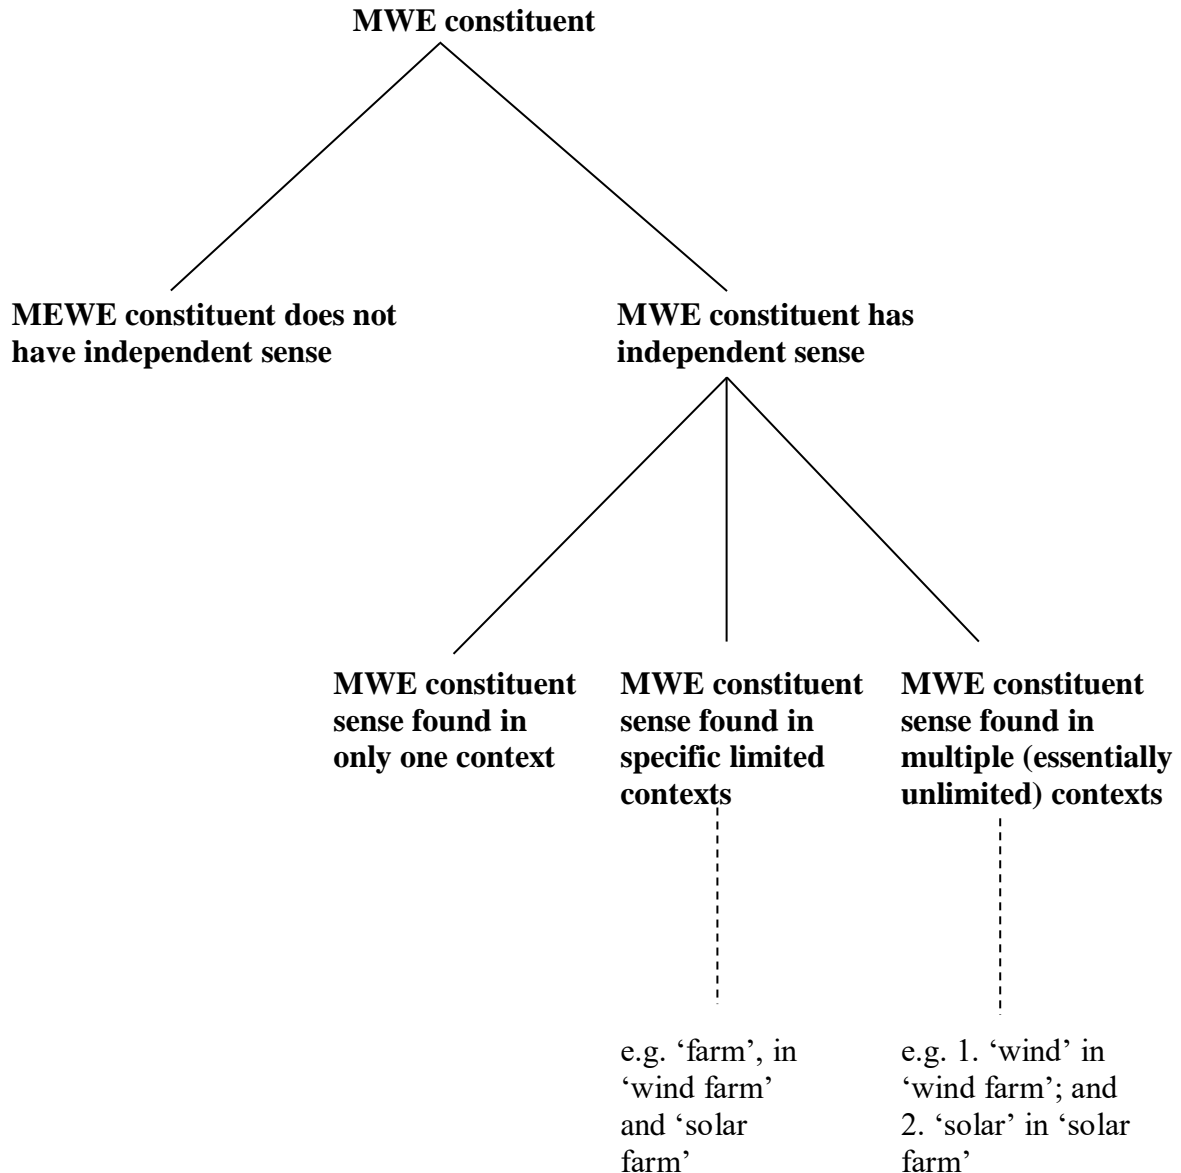 MWE constituent
MEWE constituent does not
have independent sense
MWE constituent has
independent sense
MWE constituent
sense found in
only one context
MWE constituent
sense found in
specific limited
contexts
MWE constituent
sense found in
multiple (essentially
unlimited) contexts
e.g. ‘farm’, in
‘wind farm’
and ‘solar
farm’
e.g. 1. ‘wind’ in
‘wind farm’; and
2. ‘solar’ in ‘solar
farm’